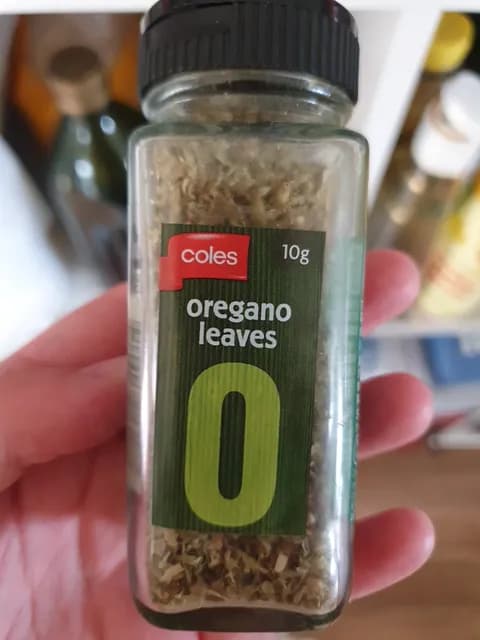 coles
10g
oregano
leaves
O